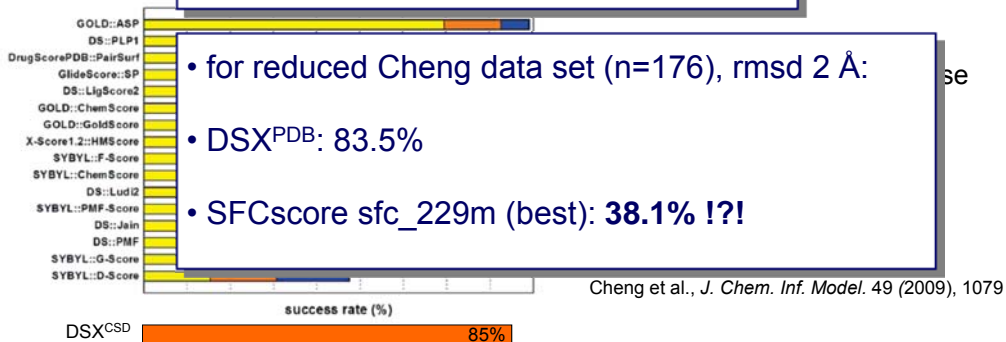 GOLD::ASP
DS::PLP1
DrugScorePDB::PairSurf
GlideScore::SP
DS::LigScore2
GOLD::ChemScore
GOLD::GoldScore
X-Score1.2::HMScore
SYBYL::F-Score
SYBYL::ChemScore
DS::Ludi2
SYBYL::PMF-Score
DS::Jain
DS::PMF
SYBYL::G-Score
SYBYL::D-Score
• for reduced Cheng data set (n=176), rmsd 2 Å:
• DSXPDB: 83.5%
• SFCscore sfc_229m (best): 38.1% !?!
se
Cheng et al., J. Chem. Inf. Model. 49 (2009), 1079
success rate (%)
DSXCSD 85%